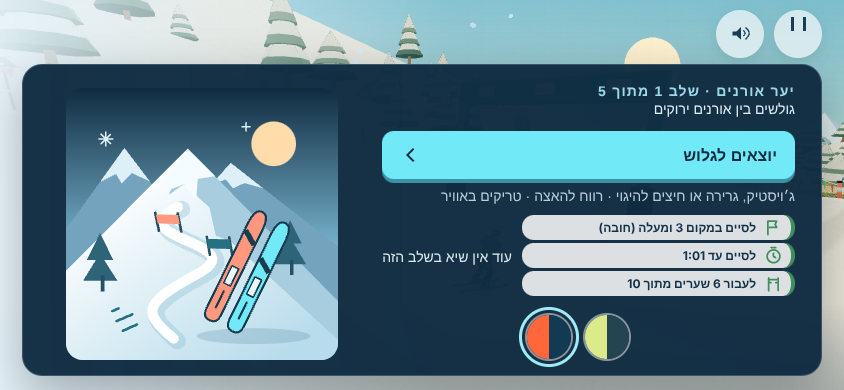 יער אורנים · שלב 1 מתוך 5
גולשים בין אורנים ירוקים
יוצאים לגלוש
ג׳ויסטיק, גרירה או חיצים להיגוי · רווח להאצה · טריקים באוויר
לסיים במקום 3 ומעלה (חובה)
לסיים עד 1:01
לעבור 6 שערים מתוך 10
עוד אין שיא בשלב הזה